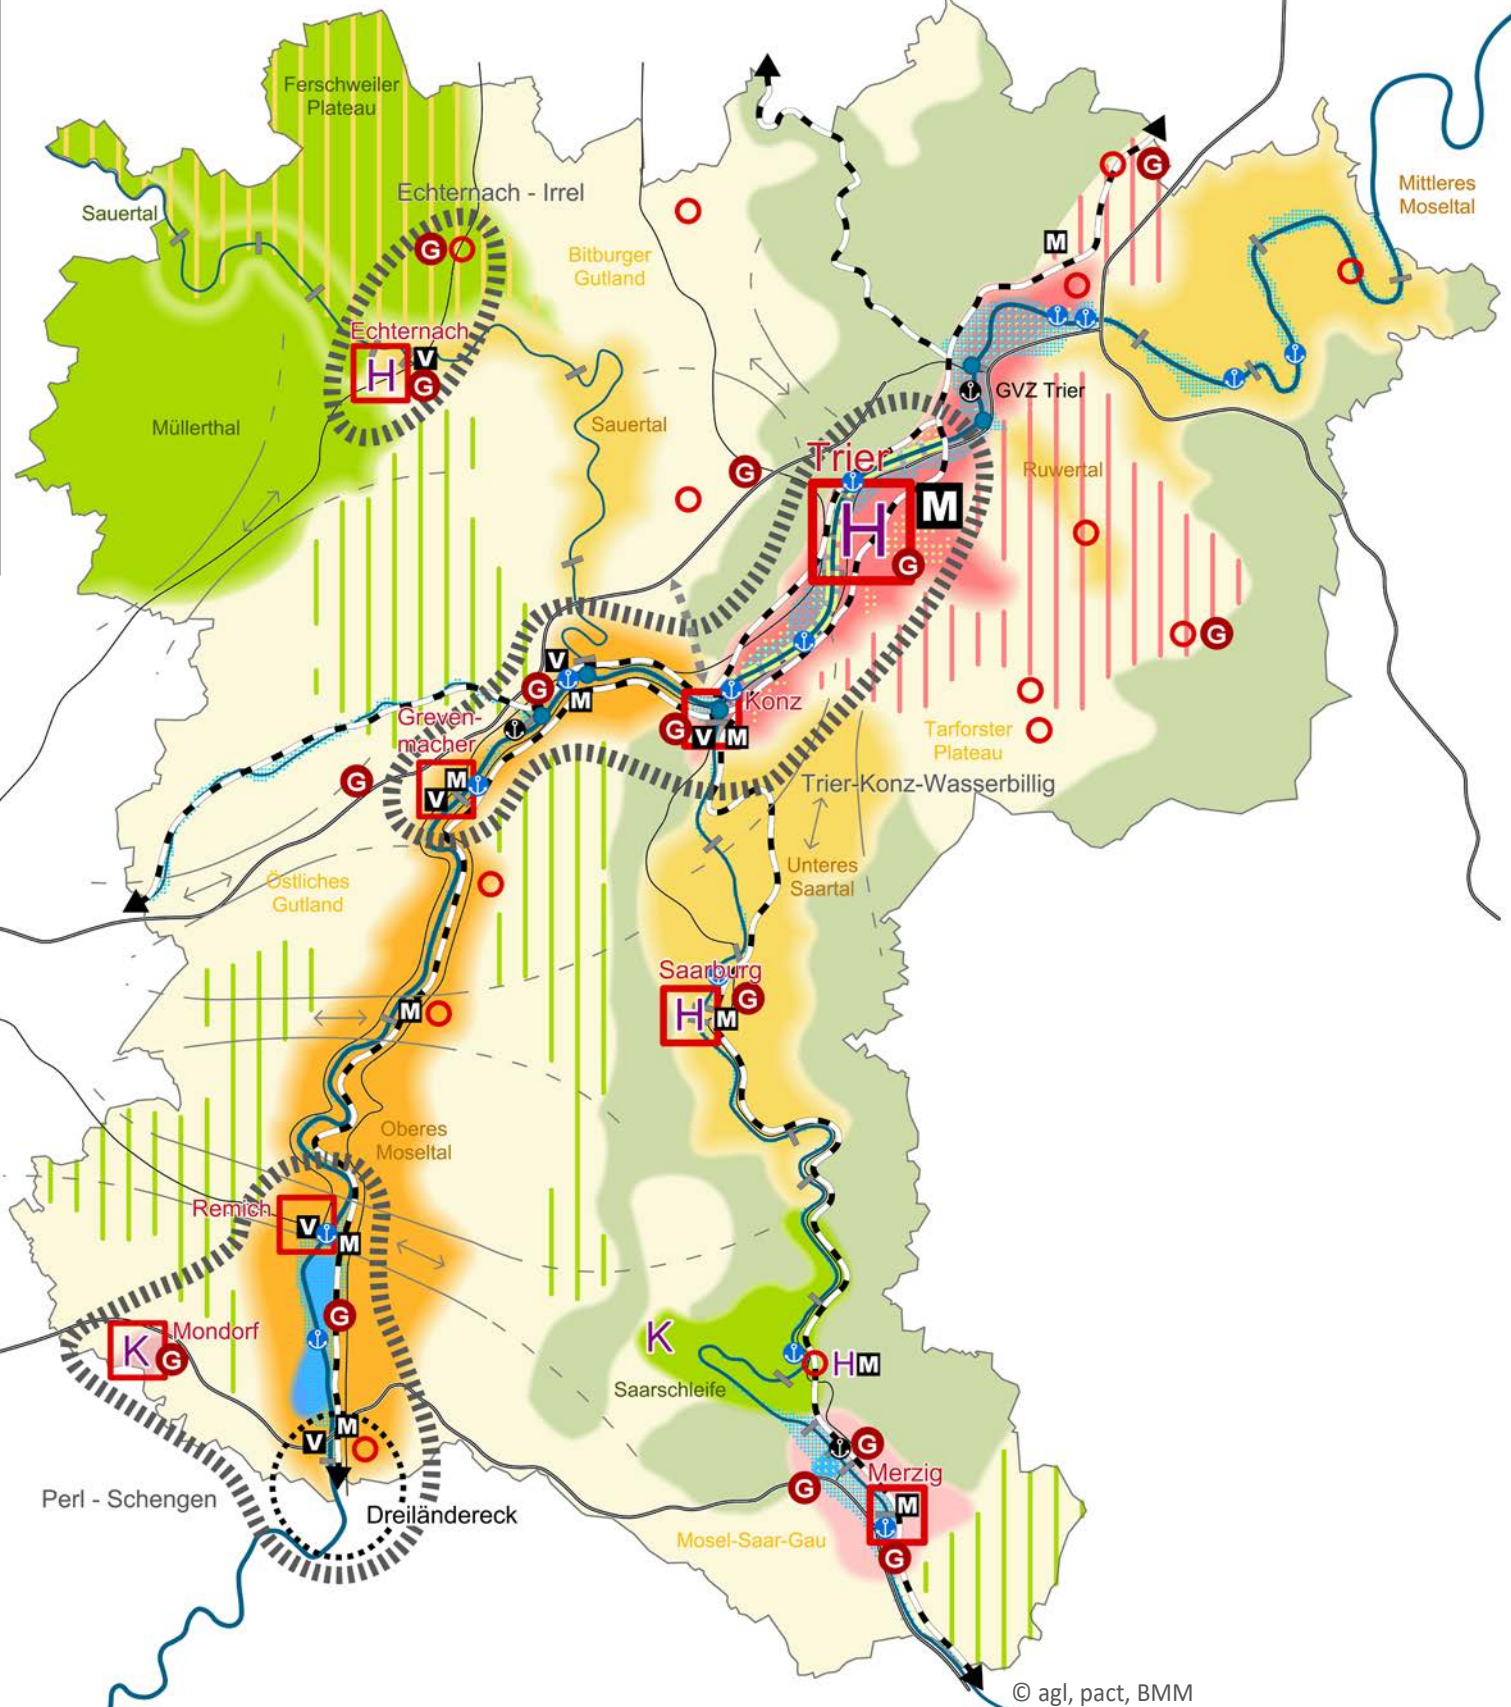 Ferschweiler
Plateau
Sauertal
Echternach - Irrel
Mittleres
Moseltal
G
G
M
Bitburger
Gutland
Echternach
H
V
G
GVZ Trier
Müllerthal
Sauertal
Trier
G
Ruwertal
H
M
G
G
V
G
M
Konz
G
V
M
Greven-
macher
M
V
G
Tarforster
Plateau
Trier-Konz-Wasserbillig
Östliches
Gutland
Unteres
Saartal
Saarburg
H
G
M
M
Oberes
Moseltal
Remich
V
M
G
Mondorf
K
G
K
H
M
Saarschleife
M
V
G
Merzig
G
M
Perl - Schengen
Dreiländereck
Mosel-Saar-Gau
G
© agl, pact, BMM